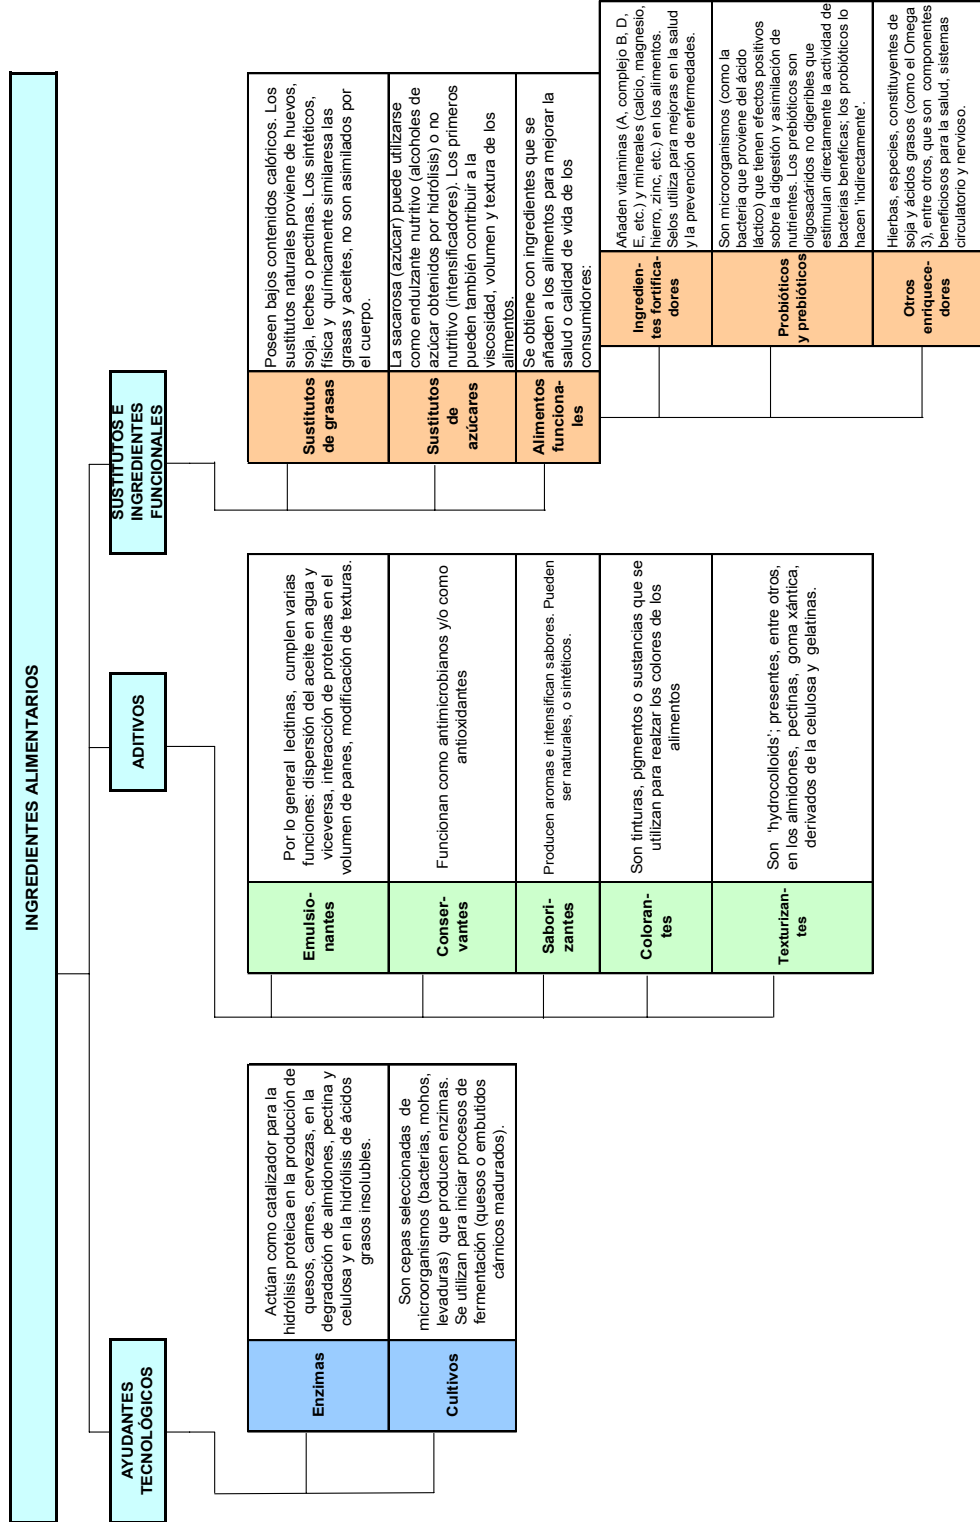 INGREDIENTES ALIMENTARIOS
AYUDANTES
TECNOLÓGICOS
Enzimas
Actúan como catalizador para la
hidrólisis proteica en la producción de
quesos, carnes, cervezas, en la
degradación de almidones, pectina y
celulosa y en la hidrólisis de ácidos
grasos insolubles.
Cultivos
Son cepas seleccionadas de
microorganismos (bacterias, mohos,
levaduras) que producen enzimas.
Se utilizan para iniciar procesos de
fermentación (quesos o embutidos
cárnicos madurados).
ADITIVOS
Emulsio-
nantes
Por lo general lecitinas, cumplen varias
funciones: dispersión del aceite en agua y
viceversa, interacción de proteínas en el
volumen de panes, modificación de texturas.
Conser-
vantes
Funcionan como antimicrobianos y/o como
antioxidantes
Sabori-
zantes
Producen aromas e intensifican sabores. Pueden
ser naturales, o sintéticos.
Coloran-
tes
Son tinturas, pigmentos o sustancias que se
utilizan para realzar los colores de los
alimentos
Texturizan-
tes
Son 'hydrocolloids'; presentes, entre otros,
en los almidones, pectinas, goma xántica,
derivados de la celulosa y gelatinas.
SUSTITUTOS E
INGREDIENTES
FUNCIONALES
Sustitutos
de grasas
Poseen bajos contenidos calóricos. Los
sustitutos naturales proviene de huevos,
soja, leches o pectinas. Los sintéticos,
física y químicamente similaresa las
grasas y aceites, no son asimilados por
el cuerpo.
Sustitutos
de
azúcares
La sacarosa (azúcar) puede utilizarse
como endulzante nutritivo (alcoholes de
azúcar obtenidos por hidrólisis) o no
nutritivo (intensificadores). Los primeros
pueden también contribuir a la
viscosidad, volumen y textura de los
alimentos.
Alimentos
funciona-
les
Se obtiene con ingredientes que se
añaden a los alimentos para mejorar la
salud o calidad de vida de los
consumidores:
Ingredien-
tes fortifica-
dores
Añaden vitaminas (A, complejo B, D,
E, etc.) y minerales (calcio, magnesio,
hierro, zinc, etc.) en los alimentos.
Selos utiliza para mejoras en la salud
y la prevención de enfermedades.
Probióticos
y prebióticos
Son microorganismos (como la
bacteria que proviene del ácido
láctico) que tienen efectos positivos
sobre la digestión y asimilación de
nutrientes. Los prebióticos son
oligosacáridos no digeribles que
estimulan directamente la actividad de
bacterias benéficas; los probióticos lo
hacen 'indirectamente'.
Otros
enriquece-
dores
Hierbas, especies, constituyentes de
soja y ácidos grasos (como el Omega
3), entre otros, que son componentes
beneficiosos para la salud, sistemas
circulatorio y nervioso.